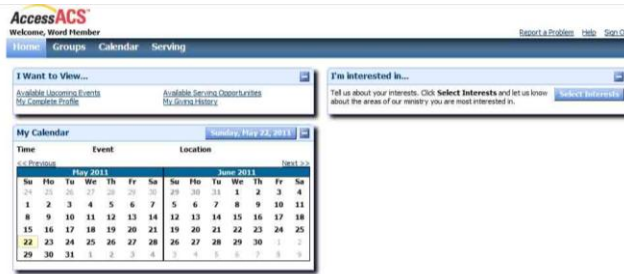 AccessACS™
Welcome, Word Member
Report a Problem Help Sign O
Home Groups Calendar Serving
I Want to View...
Available Upcoming Events Available Serving Opportunities
My Complete Profile My Giving History
I'm interested in...
Tell us about your interests. Click Select Interests and let us know
about the areas of our ministry you are most interested in.
Select Interests
My Calendar Sunday, May 22, 2011
Time Event Location
<< Previous Next >>
May 2011 June 2011
Su Mo Tu We Th Fr Sa Su Mo Tu We Th Fr Sa
24 25 26 27 28 29 30 29 30 31 1 2 3 4
1 2 3 4 5 6 7 5 6 7 8 9 10 11
8 9 10 11 12 13 14 12 13 14 15 16 17 18
15 16 17 18 19 20 21 19 20 21 22 23 24 25
22 23 24 25 26 27 28 26 27 28 29 30 1 2
29 30 31 1 2 3 4 3 4 5 6 7 8 9